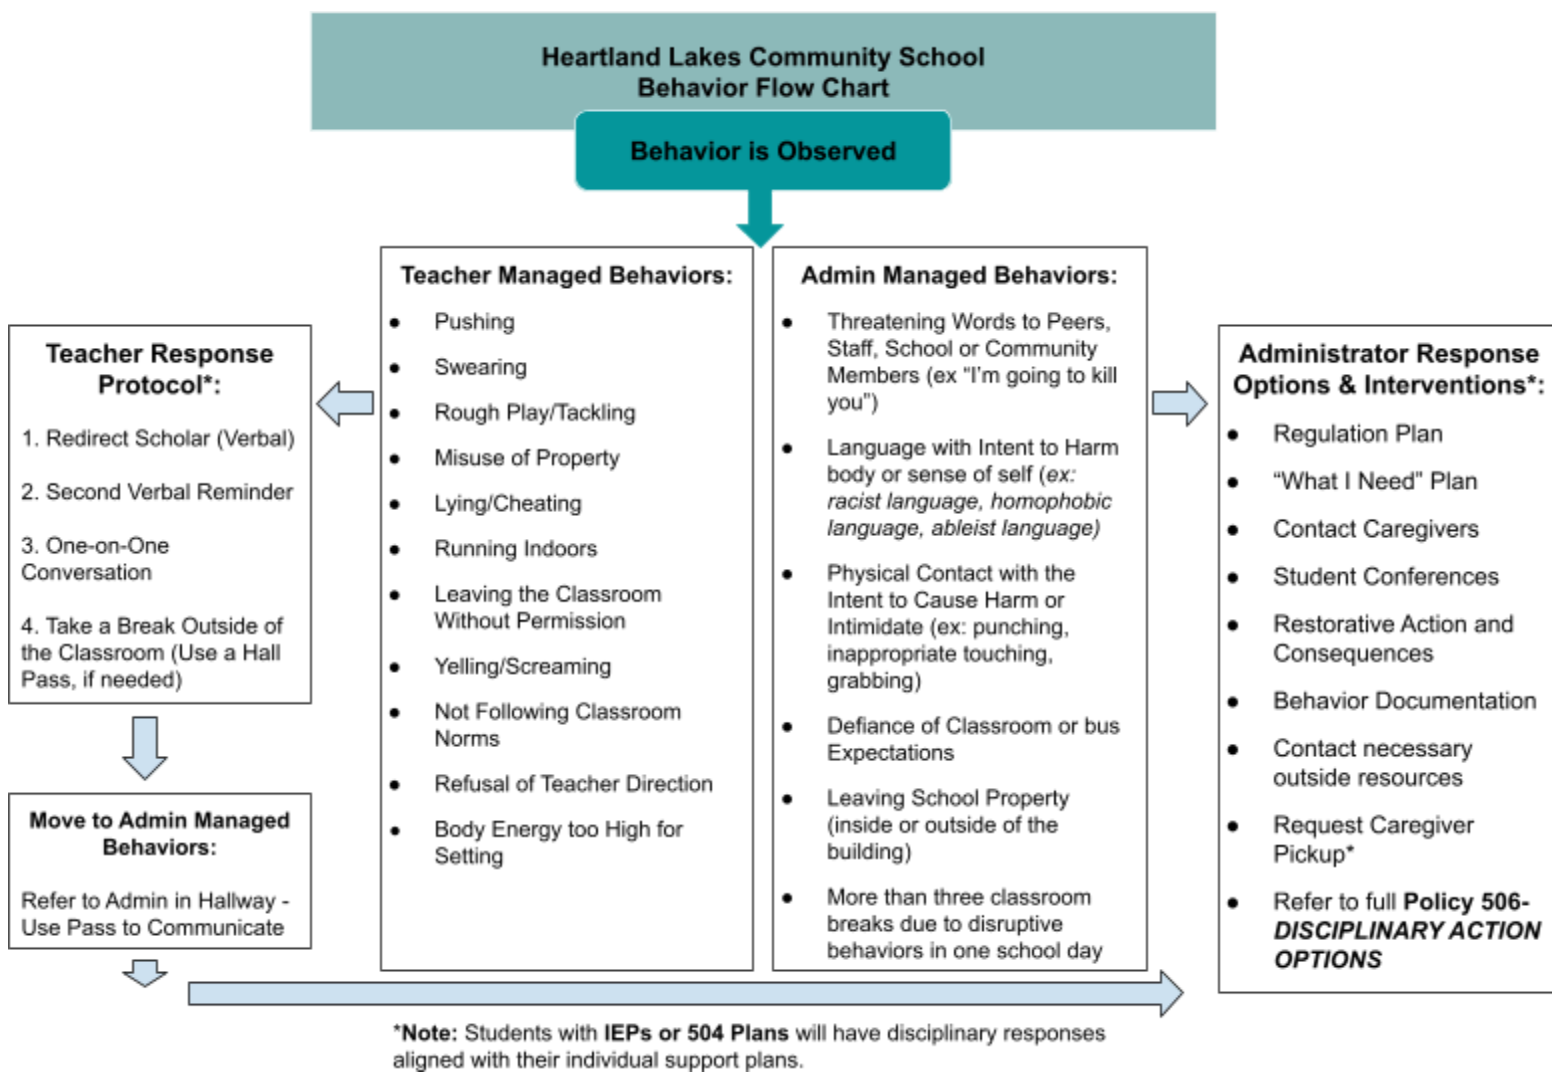 Heartland Lakes Community School
Behavior Flow Chart
Behavior is Observed
Teacher Managed Behaviors:
● Pushing
● Swearing
● Rough Play/Tackling
● Misuse of Property
● Lying/Cheating
● Running Indoors
● Leaving the Classroom
Without Permission
● Yelling/Screaming
● Not Following Classroom
Norms
● Refusal of Teacher Direction
● Body Energy too High for
Setting
Teacher Response
Protocol*:
1. Redirect Scholar (Verbal)
2. Second Verbal Reminder
3. One-on-One
Conversation
4. Take a Break Outside of
the Classroom (Use a Hall
Pass, if needed)
Move to Admin Managed
Behaviors:
Refer to Admin in Hallway -
Use Pass to Communicate
Admin Managed Behaviors:
● Threatening Words to Peers,
Staff, School or Community
Members (ex “I’m going to kill
you”)
● Language with Intent to Harm
body or sense of self (ex:
racist language, homophobic
language, ableist language)
● Physical Contact with the
Intent to Cause Harm or
Intimidate (ex: punching,
inappropriate touching,
grabbing)
● Defiance of Classroom or bus
Expectations
● Leaving School Property
(inside or outside of the
building)
● More than three classroom
breaks due to disruptive
behaviors in one school day
Administrator Response
Options & Interventions*:
● Regulation Plan
● “What I Need” Plan
● Contact Caregivers
● Student Conferences
● Restorative Action and
Consequences
● Behavior Documentation
● Contact necessary
outside resources
● Request Caregiver
Pickup*
● Refer to full Policy 506-
DISCIPLINARY ACTION
OPTIONS
*Note: Students with IEPs or 504 Plans will have disciplinary responses
aligned with their individual support plans.